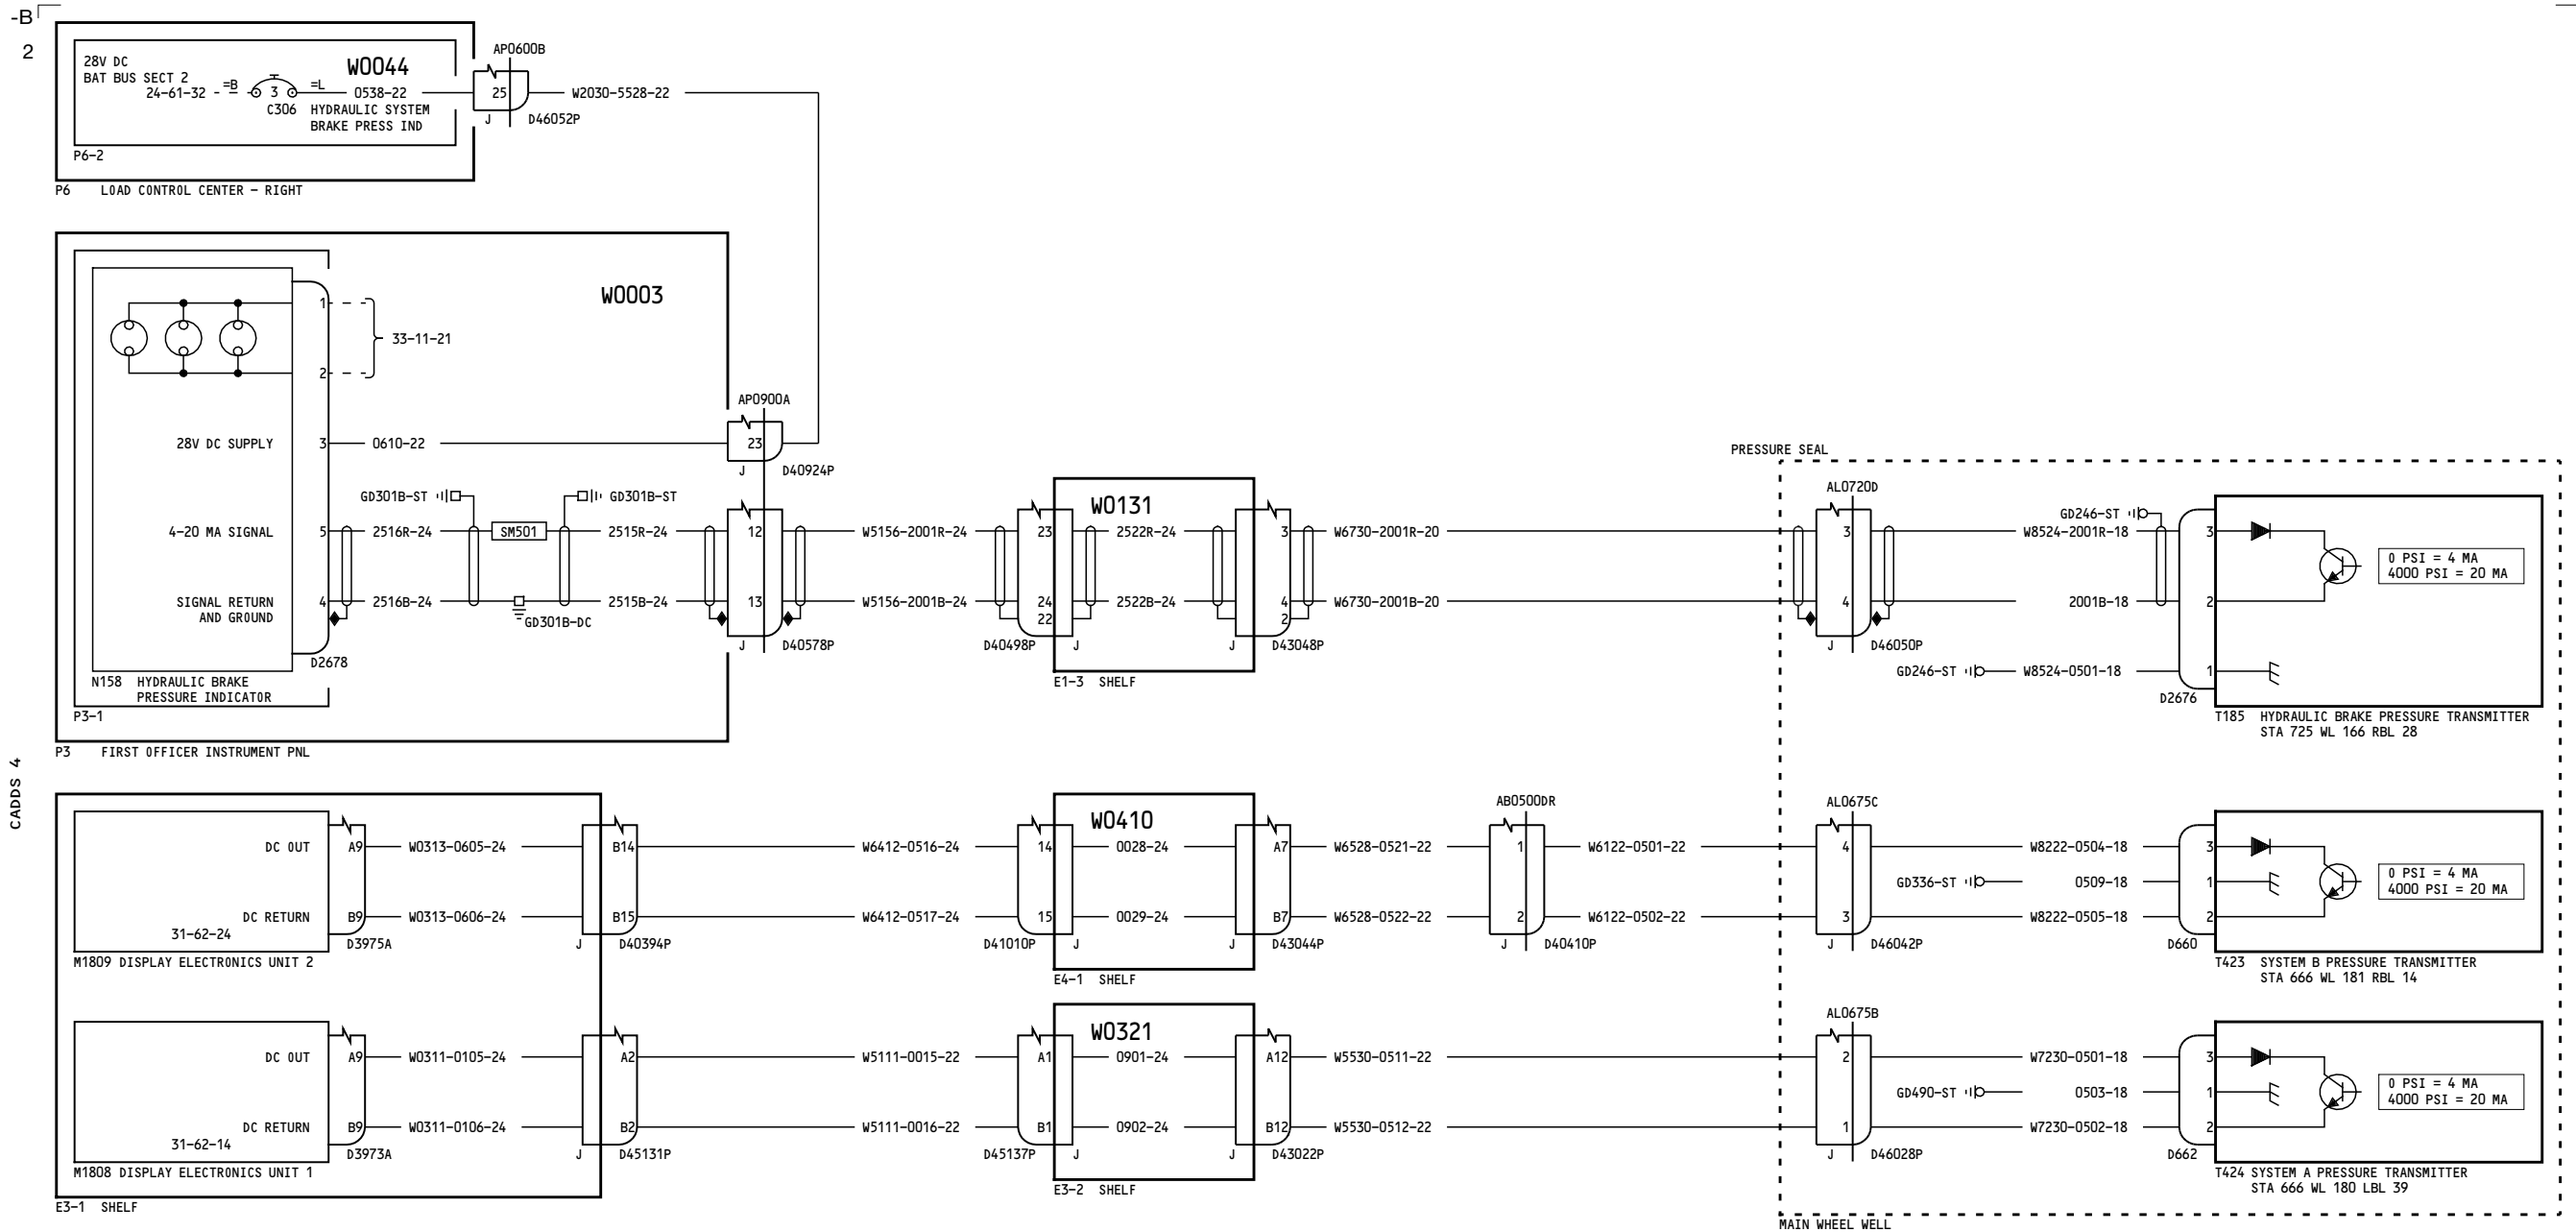 -B
2
CADDS 4
28V DC
BAT BUS SECT 2
24-61-32
=B
3
C306
=L
W0044
0538-22
HYDRAULIC SYSTEM
BRAKE PRESS IND
P6-2
P6 LOAD CONTROL CENTER - RIGHT
AP0600B
25
J D46052P
W2030-5528-22
W0003
1
2
33-11-21
28V DC SUPPLY 3 0610-22
AP0900A
23
J D40924P
GD301B-ST
GD301B-ST
4-20 MA SIGNAL 5 2516R-24 SM501 2515R-24 12 W5156-2001R-24 23 2522R-24 3 W6730-2001R-20
SIGNAL RETURN
AND GROUND
4 2516B-24 2515B-24 13 W5156-2001B-24 24 2522B-24 4 W6730-2001B-20
22 2
GD301B-DC
D2678
J D40578P
D40498P J
W0131
J D43048P
E1-3 SHELF
N158 HYDRAULIC BRAKE
PRESSURE INDICATOR
P3-1
P3 FIRST OFFICER INSTRUMENT PNL
PRESSURE SEAL
AL0720D
3
4
J D46050P
GD246-ST
W8524-2001R-18 3
2001B-18 2
GD246-ST W8524-0501-18 1
D2676
0 PSI = 4 MA
4000 PSI = 20 MA
T185 HYDRAULIC BRAKE PRESSURE TRANSMITTER
STA 725 WL 166 RBL 28
DC OUT A9 W0313-0605-24 B14 W6412-0516-24 14 0028-24 A7 W6528-0521-22 1 W6122-0501-22 4 W8222-0504-18 3
GD336-ST 0509-18 1
DC RETURN B9 W0313-0606-24 B15 W6412-0517-24 15 0029-24 B7 W6528-0522-22 2 W6122-0502-22 3 W8222-0505-18 2
31-62-24
D3975A
J D40394P
D41010P J
W0410
J D43044P
E4-1 SHELF
AB0500DR
J D40410P
AL0675C
J D46042P
D660
M1809 DISPLAY ELECTRONICS UNIT 2
0 PSI = 4 MA
4000 PSI = 20 MA
T423 SYSTEM B PRESSURE TRANSMITTER
STA 666 WL 181 RBL 14
DC OUT A9 W0311-0105-24 A2 W5111-0015-22 A1 0901-24 A12 W5530-0511-22 2 W7230-0501-18 3
GD490-ST 0503-18 1
DC RETURN B9 W0311-0106-24 B2 W5111-0016-22 B1 0902-24 B12 W5530-0512-22 1 W7230-0502-18 2
31-62-14
D3973A
J D45131P
D45137P J
W0321
J D43022P
E3-2 SHELF
AL0675B
J D46028P
D662
M1808 DISPLAY ELECTRONICS UNIT 1
E3-1 SHELF
0 PSI = 4 MA
4000 PSI = 20 MA
T424 SYSTEM A PRESSURE TRANSMITTER
STA 666 WL 180 LBL 39
MAIN WHEEL WELL